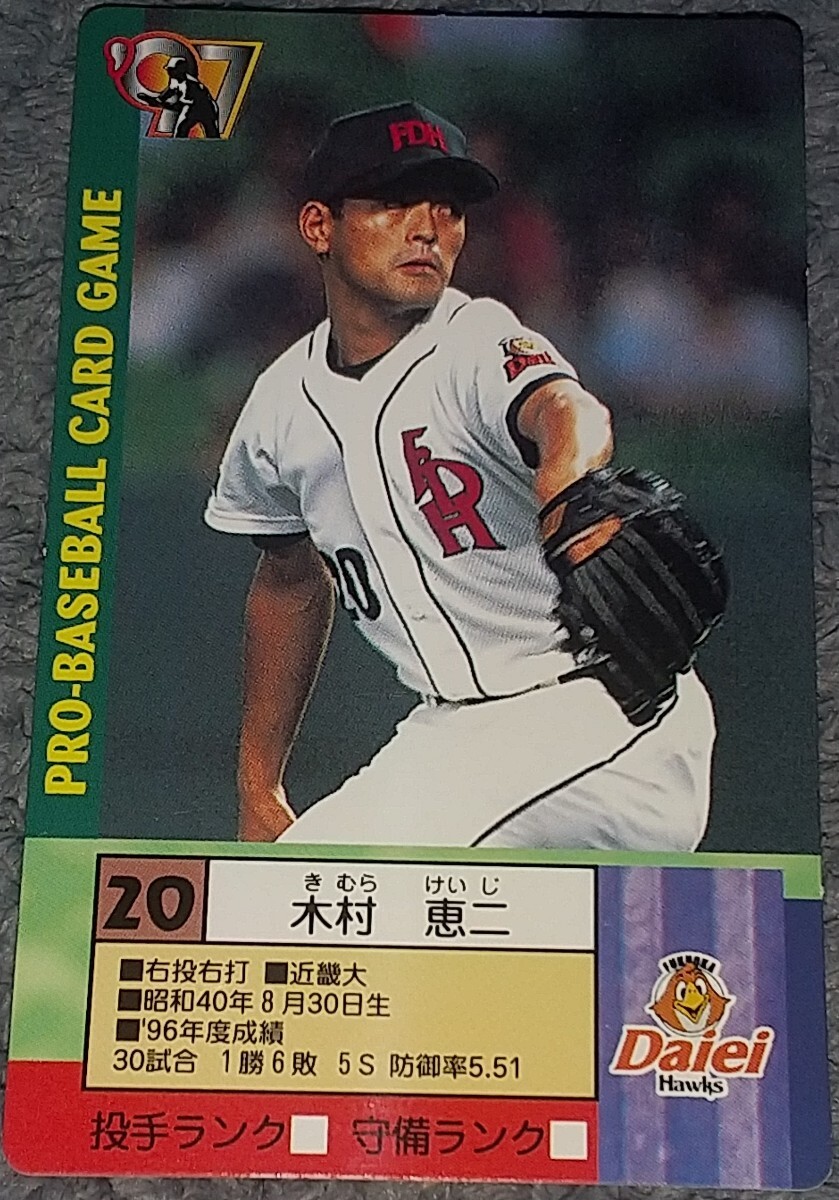 '97
PRO-BASEBALL CARD GAME
FDH
Daiei
FDH
20
20
きむら けいじ
木村 恵二
■右投右打 ■近畿大
■昭和40年8月30日生
■'96年度成績
30試合 1勝6敗 5S 防御率5.51
FUKUOKA
Daiei
Hawks
投手ランク□ 守備ランク□